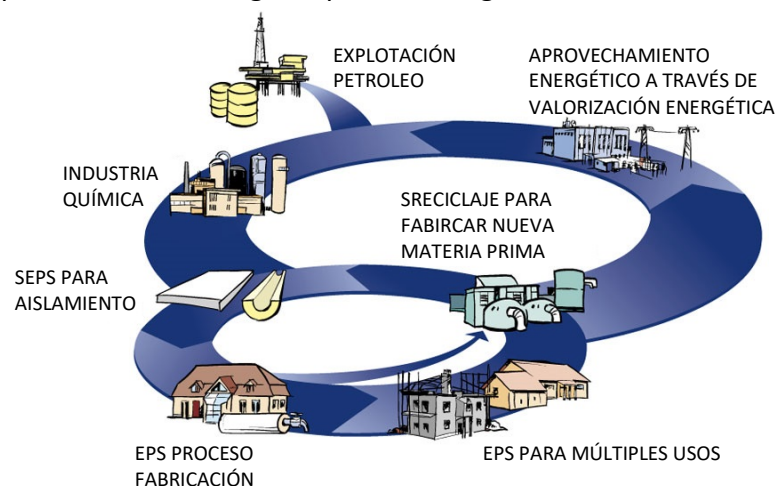 EXPLOTACIÓN
PETROLEO
APROVECHAMIENTO
ENERGÉTICO A TRAVÉS DE
VALORIZACIÓN ENERGÉTICA
INDUSTRIA
QUÍMICA
SRECICLAJE PARA
FABIRCAR NUEVA
MATERIA PRIMA
SEPS PARA
AISLAMIENTO
EPS PROCESO
FABRICACIÓN
EPS PARA MÚLTIPLES USOS